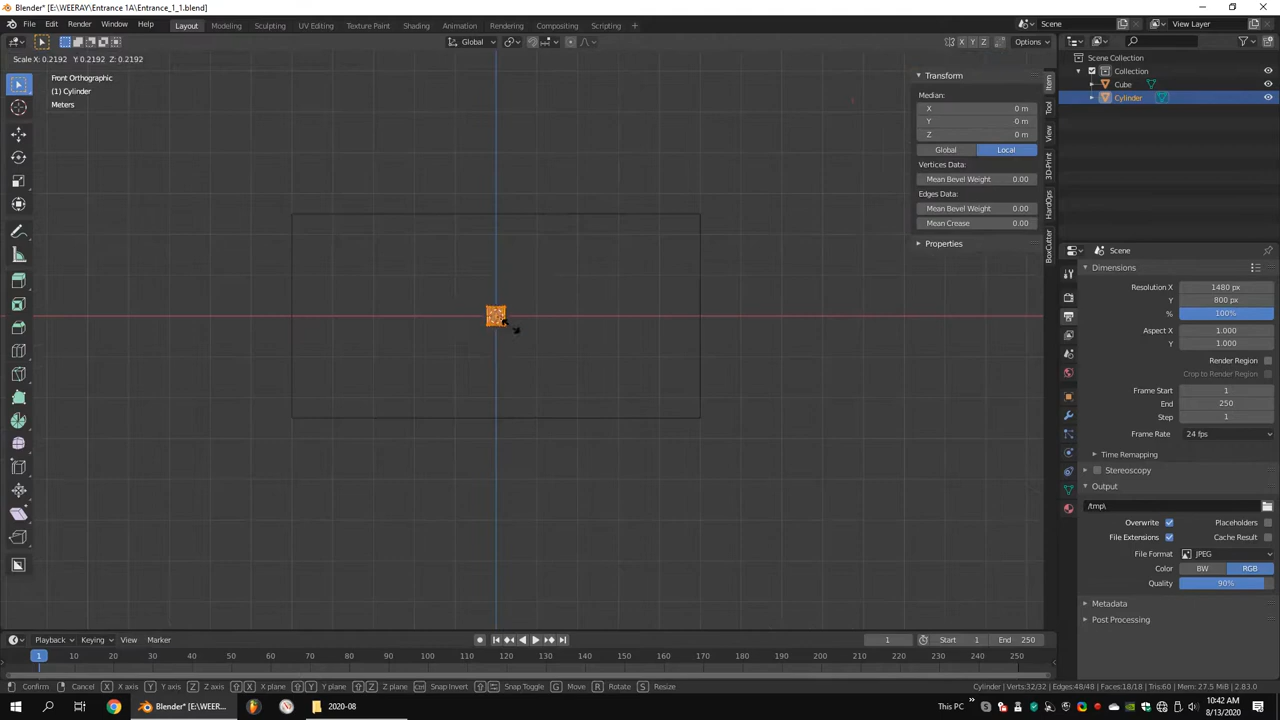 Blender* [E:\WEERAY\Entrance 1A\Entrance_1_1.blend]
File Edit Render Window Help Layout Modeling Sculpting UV Editing Texture Paint Shading Animation Rendering Compositing Scripting Scene View Layer
Global X Y Z Options
Scale X: 0.2192 Y: 0.2192 Z: 0.2192
Front Orthographic
(1) Cylinder
Meters
Transform
Median:
X 0 m
Y 0 m
Z 0 m
Global Local
Vertices Data:
Mean Bevel Weight 0.00
Edges Data:
Mean Bevel Weight 0.00
Mean Crease 0.00
Properties
Item
Tool
View
3D-Print
HardOps
BoxCutter
Scene Collection
Collection
Cube
Cylinder
Scene
Dimensions
Resolution X 1480 px
Y 800 px
% 100%
Aspect X 1.000
Y 1.000
Render Region
Crop to Render Region
Frame Start 1
End 250
Step 1
Frame Rate 24 fps
Time Remapping
Stereoscopy
Output
/tmp\
Overwrite Placeholders
File Extensions Cache Result
File Format JPEG
Color BW RGB
Quality 90%
Metadata
Post Processing
Playback Keying View Marker 1 Start 1 End 250
1 10 20 30 40 50 60 70 80 90 100 110 120 130 140 150 160 170 180 190 200 210 220 230 240 250
Confirm Cancel X X axis Y Y axis Z Z axis X X plane Y Y plane Z Z plane Snap Invert Snap Toggle G Move R Rotate S Resize Cylinder | Verts:32/32 | Edges:48/48 | Faces:18/18 | Tris:60 | Mem: 27.5 MiB | 2.83.0
Blender* [E:\WEER... 2020-08 This PC 10:42 AM
8/13/2020